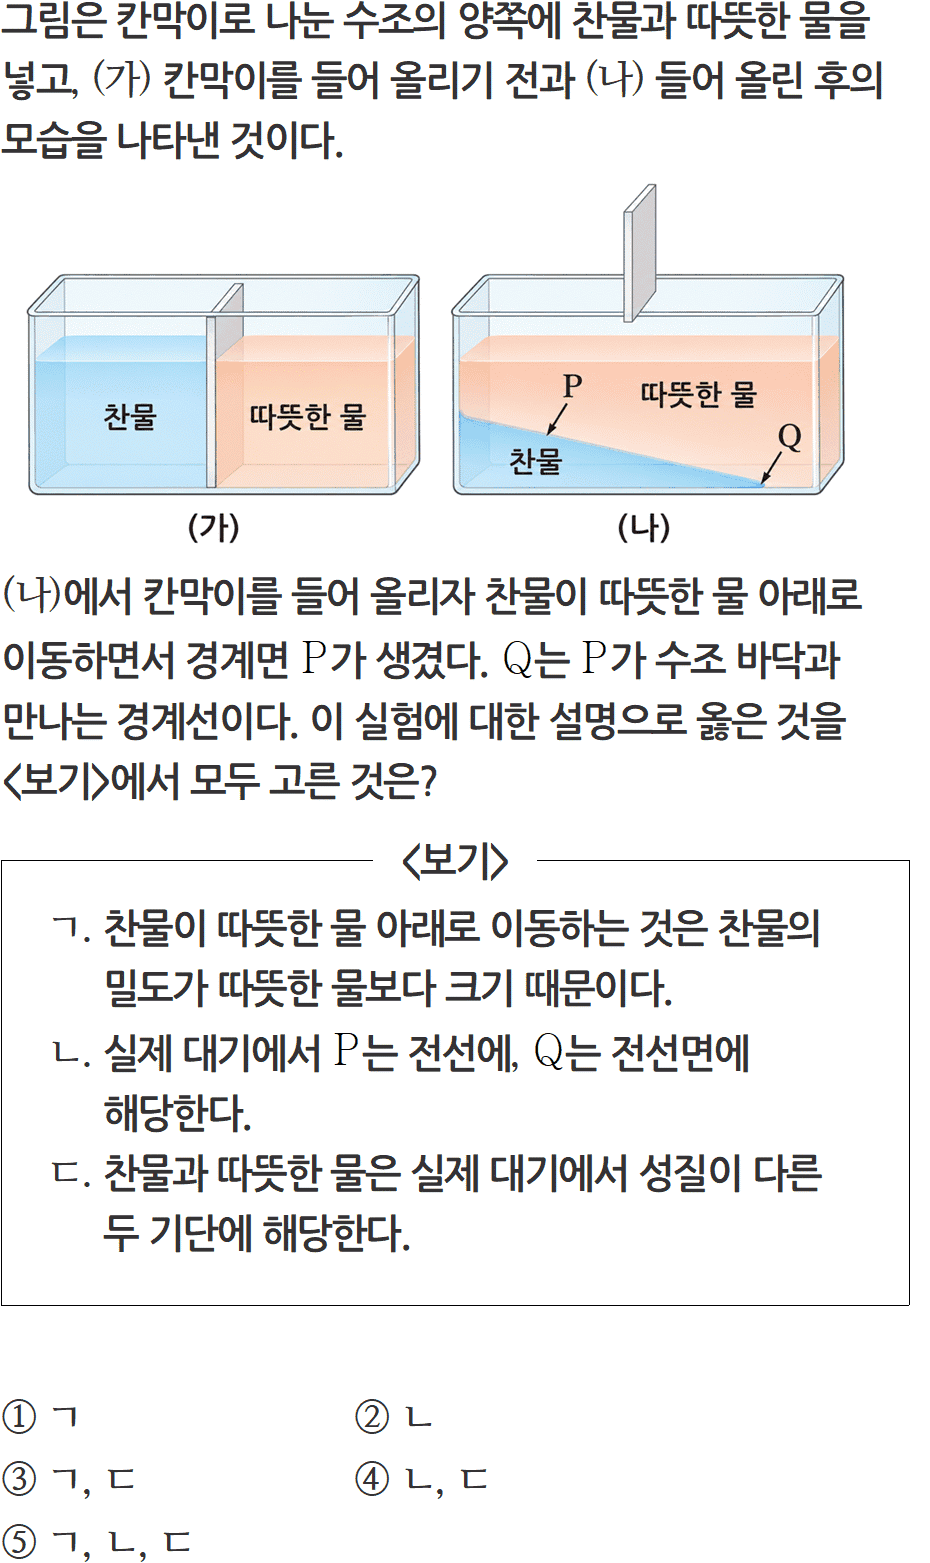 그림은 칸막이로 나눈 수조의 양쪽에 찬물과 따뜻한 물을
넣고, (가) 칸막이를 들어 올리기 전과 (나) 들어 올린 후의
모습을 나타낸 것이다.
찬물
따뜻한 물
(가)
P
따뜻한 물
Q
찬물
(나)
(나)에서 칸막이를 들어 올리자 찬물이 따뜻한 물 아래로
이동하면서 경계면 P가 생겼다. Q는 P가 수조 바닥과
만나는 경계선이다. 이 실험에 대한 설명으로 옳은 것을
<보기>에서 모두 고른 것은?
<보기>
ㄱ. 찬물이 따뜻한 물 아래로 이동하는 것은 찬물의
밀도가 따뜻한 물보다 크기 때문이다.
ㄴ. 실제 대기에서 P는 전선에, Q는 전선면에
해당한다.
ㄷ. 찬물과 따뜻한 물은 실제 대기에서 성질이 다른
두 기단에 해당한다.
① ㄱ ② ㄴ
③ ㄱ, ㄷ ④ ㄴ, ㄷ
⑤ ㄱ, ㄴ, ㄷ